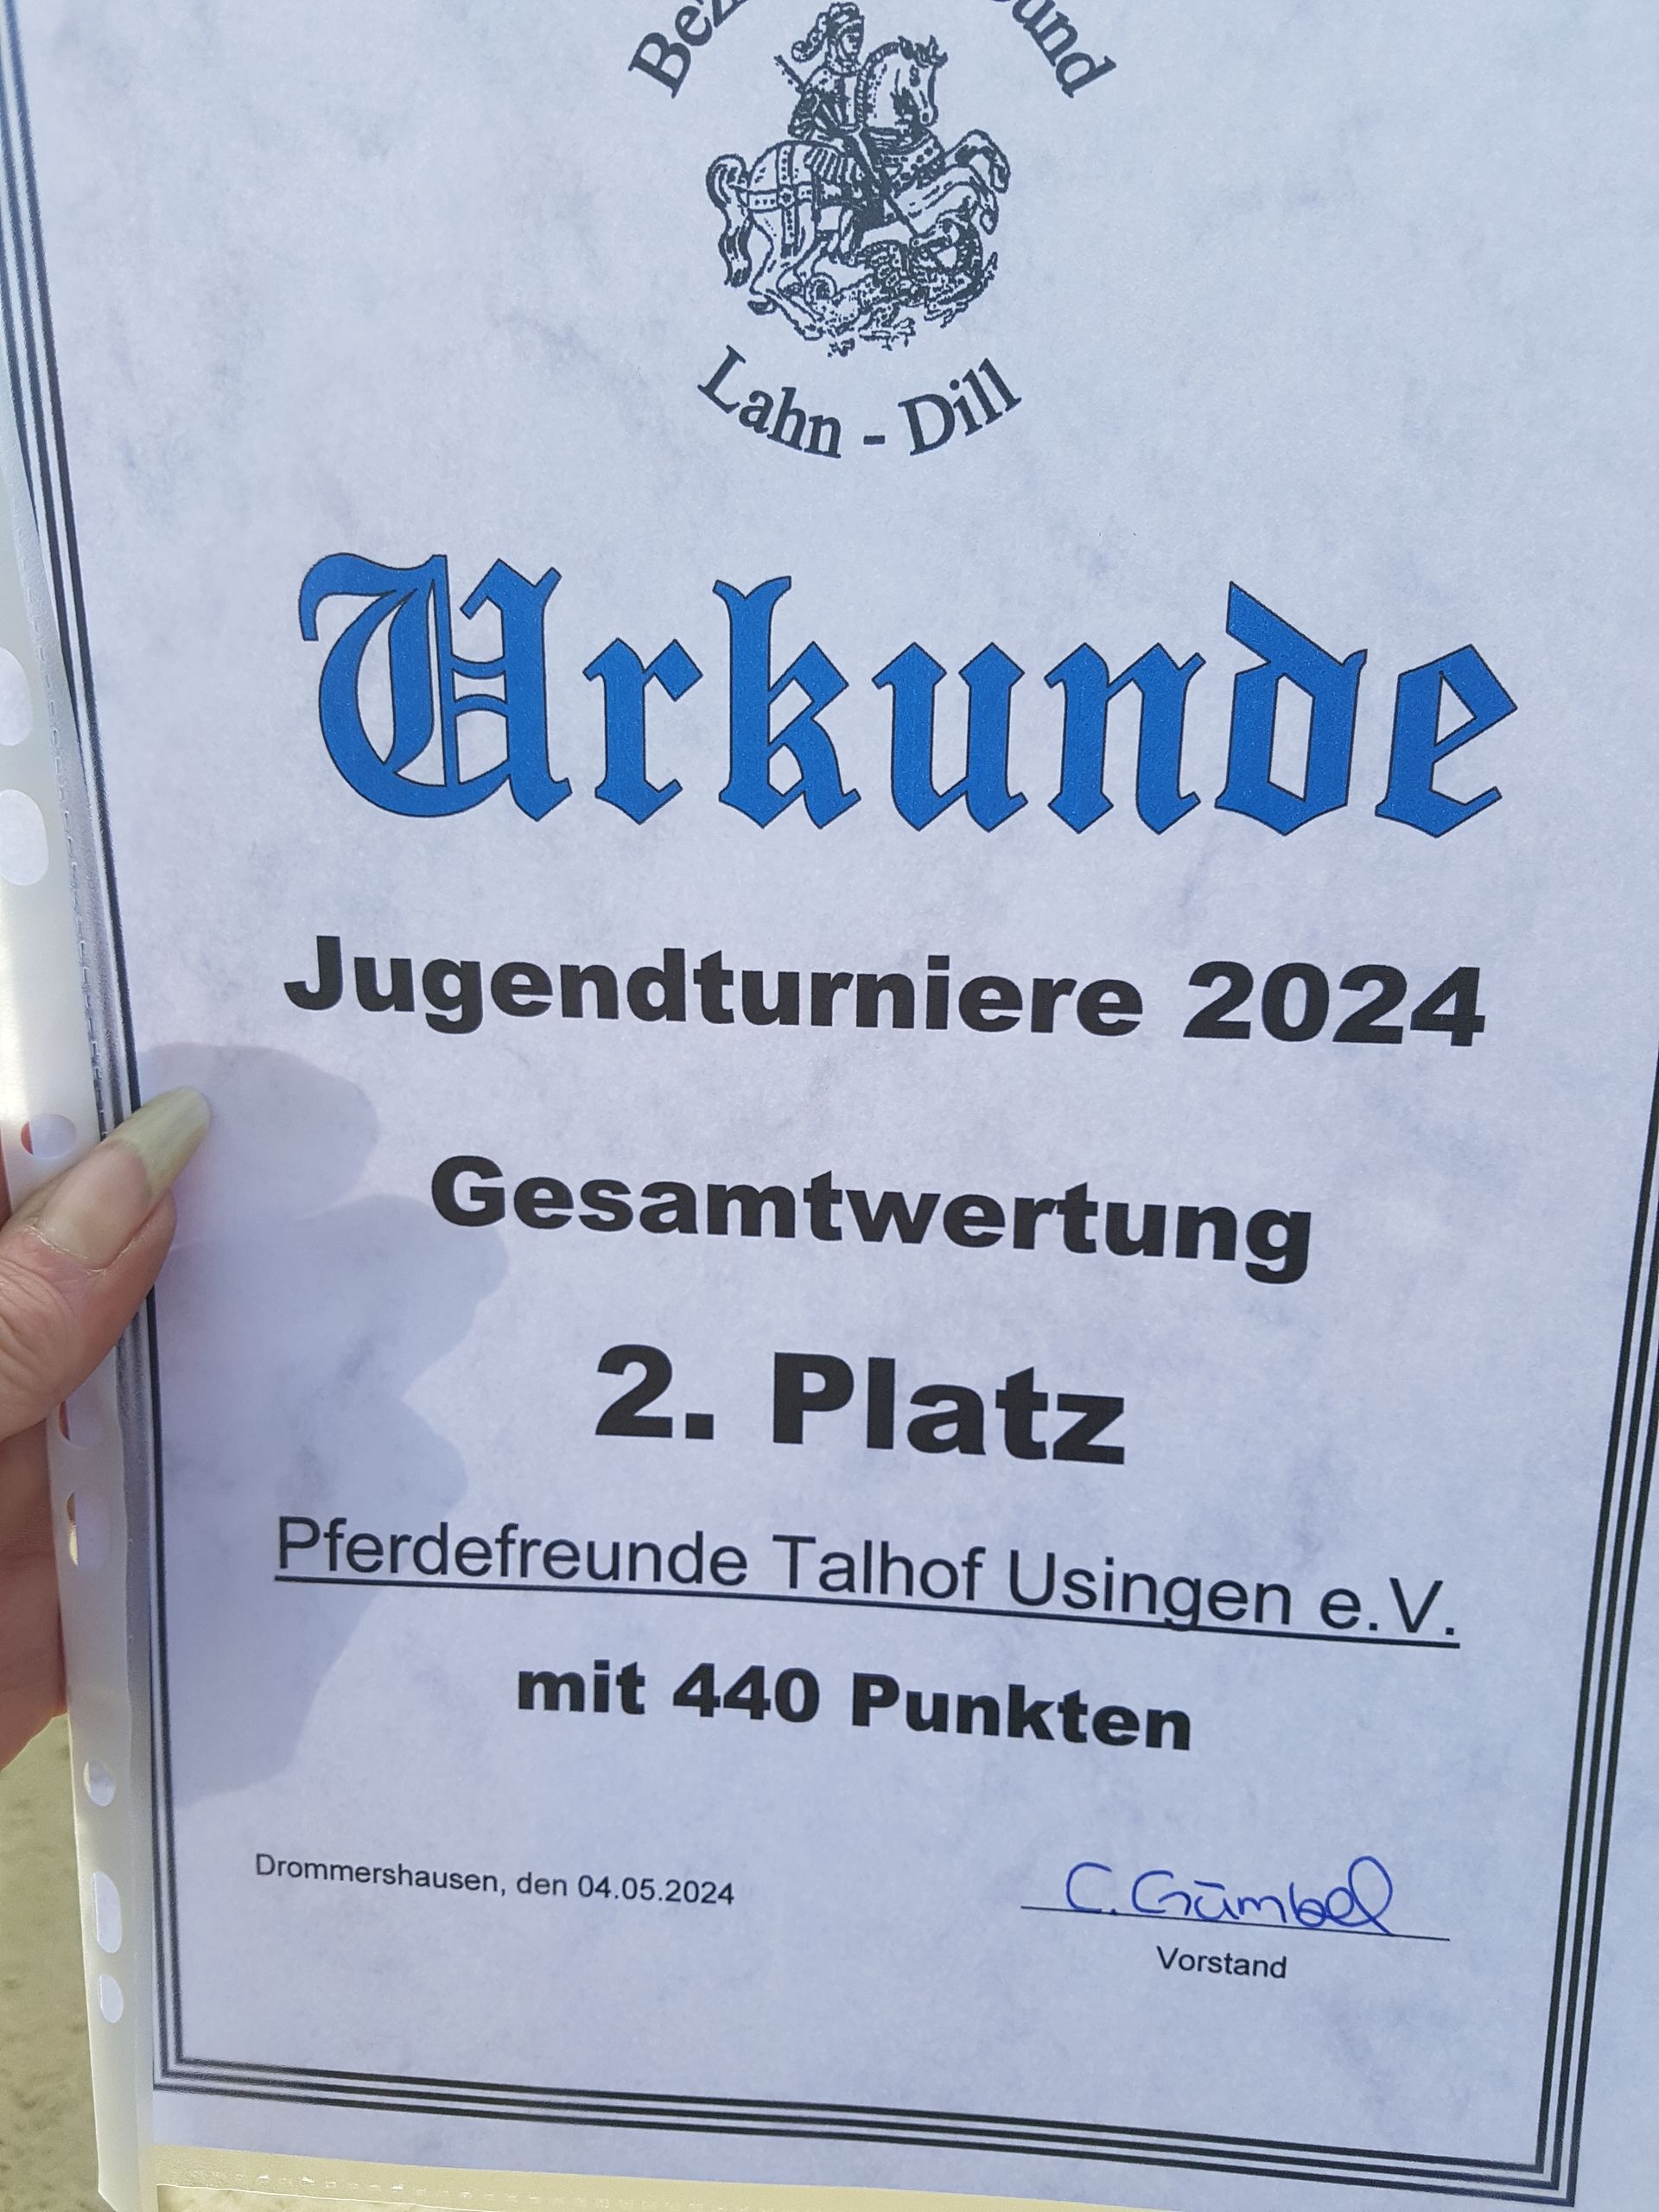 Lahn - Dill
Urkunde
Jugendturniere 2024
Gesamtwertung
2. Platz
Pferdefreunde Talhof Usingen e.V.
mit 440 Punkten
Drommershausen, den 04.05.2024
C. Gümbel
Vorstand